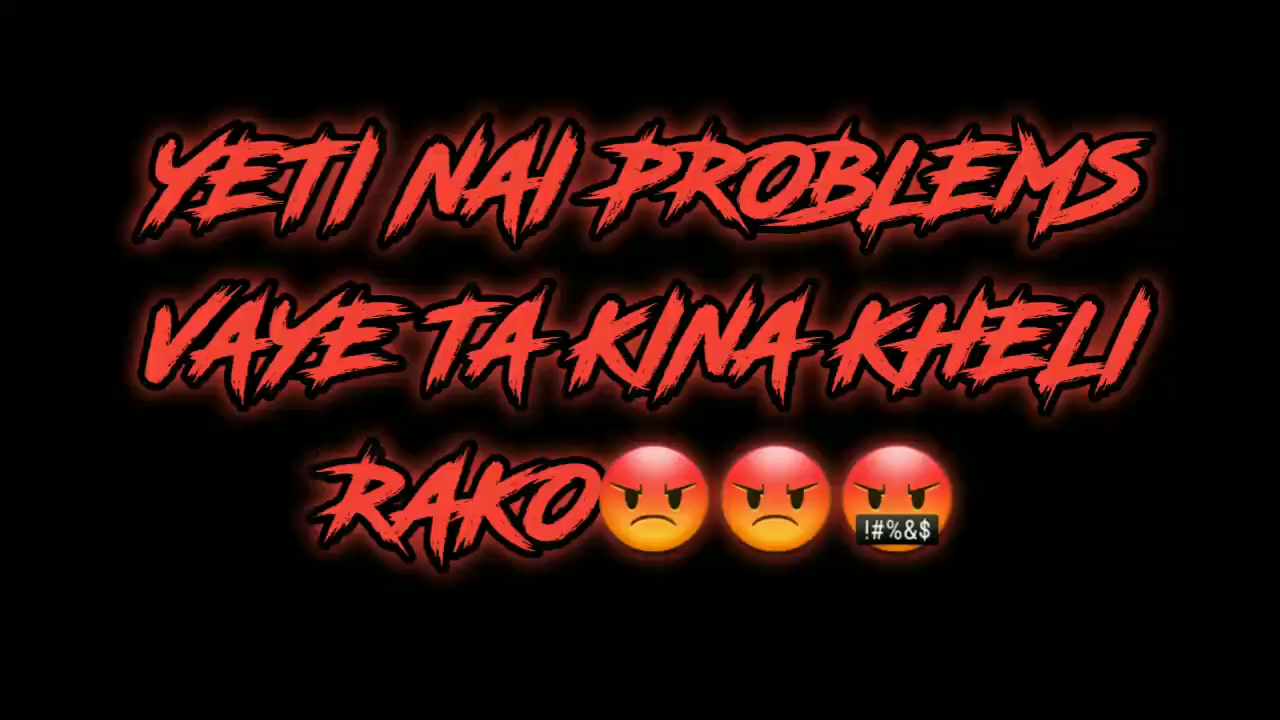 YETI NAI PROBLEMS
VAYE TA KINA KHELI
RAKO😡😡🤬